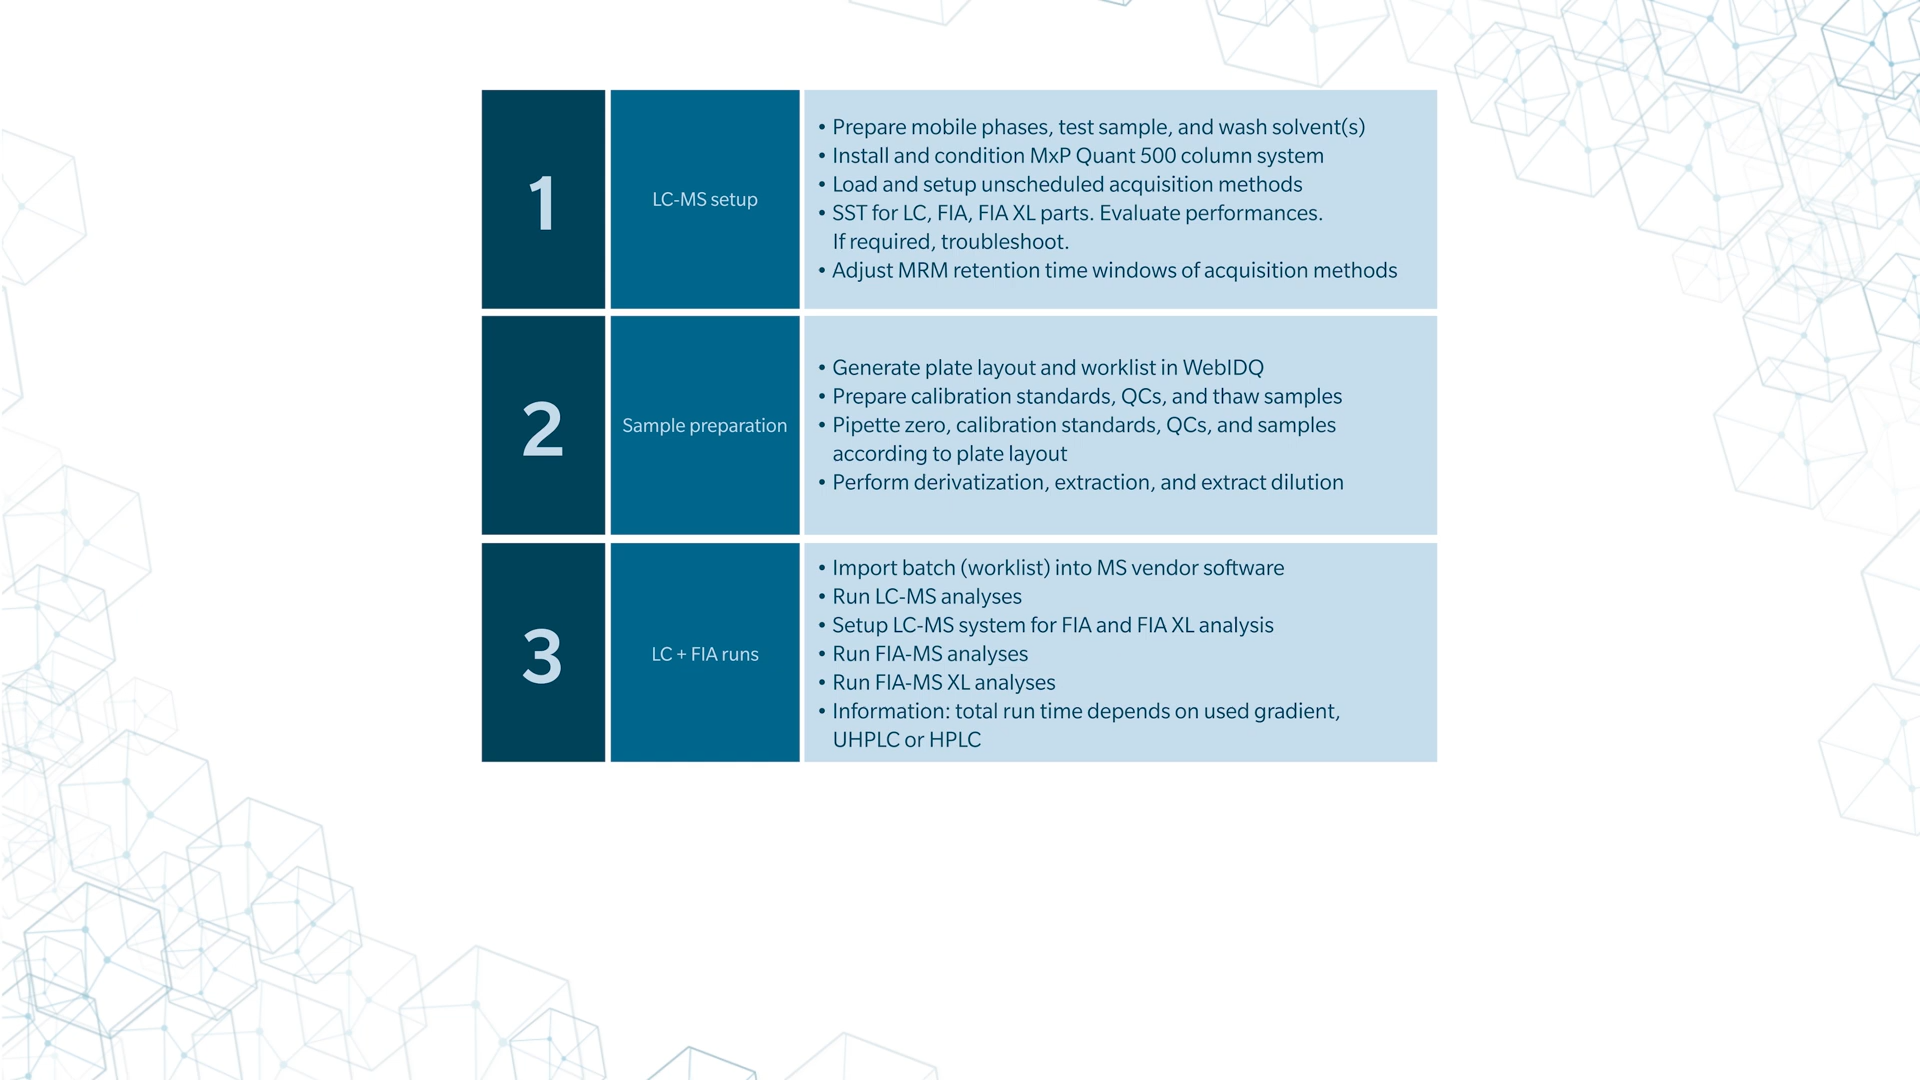 1
LC-MS setup
• Prepare mobile phases, test sample, and wash solvent(s)
• Install and condition MxP Quant 500 column system
• Load and setup unscheduled acquisition methods
• SST for LC, FIA, FIA XL parts. Evaluate performances.
If required, troubleshoot.
• Adjust MRM retention time windows of acquisition methods
2
Sample preparation
• Generate plate layout and worklist in WebIDQ
• Prepare calibration standards, QCs, and thaw samples
• Pipette zero, calibration standards, QCs, and samples
according to plate layout
• Perform derivatization, extraction, and extract dilution
3
LC + FIA runs
• Import batch (worklist) into MS vendor software
• Run LC-MS analyses
• Setup LC-MS system for FIA and FIA XL analysis
• Run FIA-MS analyses
• Run FIA-MS XL analyses
• Information: total run time depends on used gradient,
UHPLC or HPLC